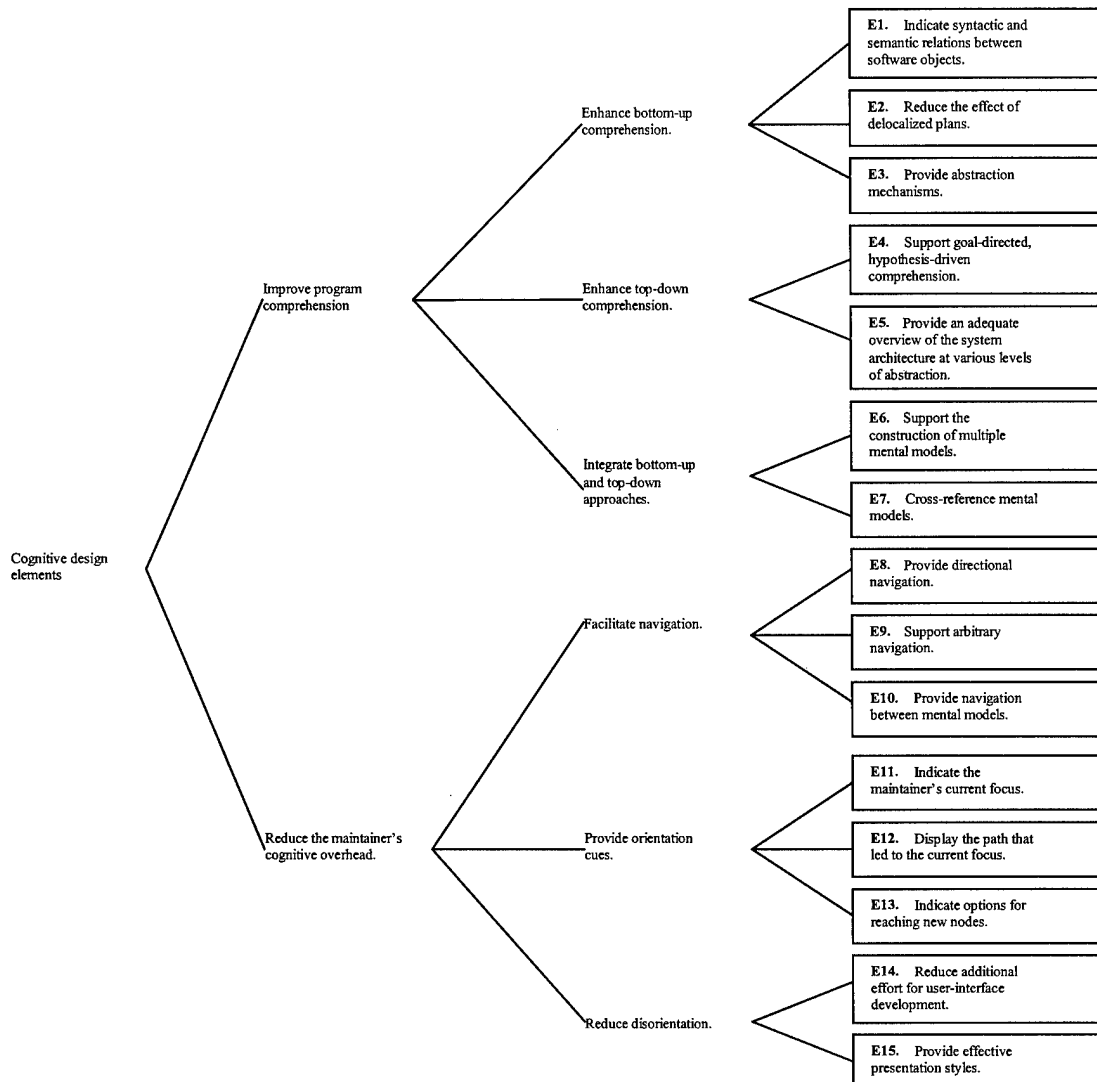 Cognitive design
elements
Improve program
comprehension
Enhance bottom-up
comprehension.
E1. Indicate syntactic and
semantic relations between
software objects.
E2. Reduce the effect of
delocalized plans.
E3. Provide abstraction
mechanisms.
Enhance top-down
comprehension.
E4. Support goal-directed,
hypothesis-driven
comprehension.
E5. Provide an adequate
overview of the system
architecture at various levels
of abstraction.
Integrate bottom-up
and top-down
approaches.
E6. Support the
construction of multiple
mental models.
E7. Cross-reference mental
models.
Reduce the maintainer's
cognitive overhead.
Facilitate navigation.
E8. Provide directional
navigation.
E9. Support arbitrary
navigation.
E10. Provide navigation
between mental models.
Provide orientation
cues.
E11. Indicate the
maintainer's current focus.
E12. Display the path that
led to the current focus.
E13. Indicate options for
reaching new nodes.
Reduce disorientation.
E14. Reduce additional
effort for user-interface
development.
E15. Provide effective
presentation styles.